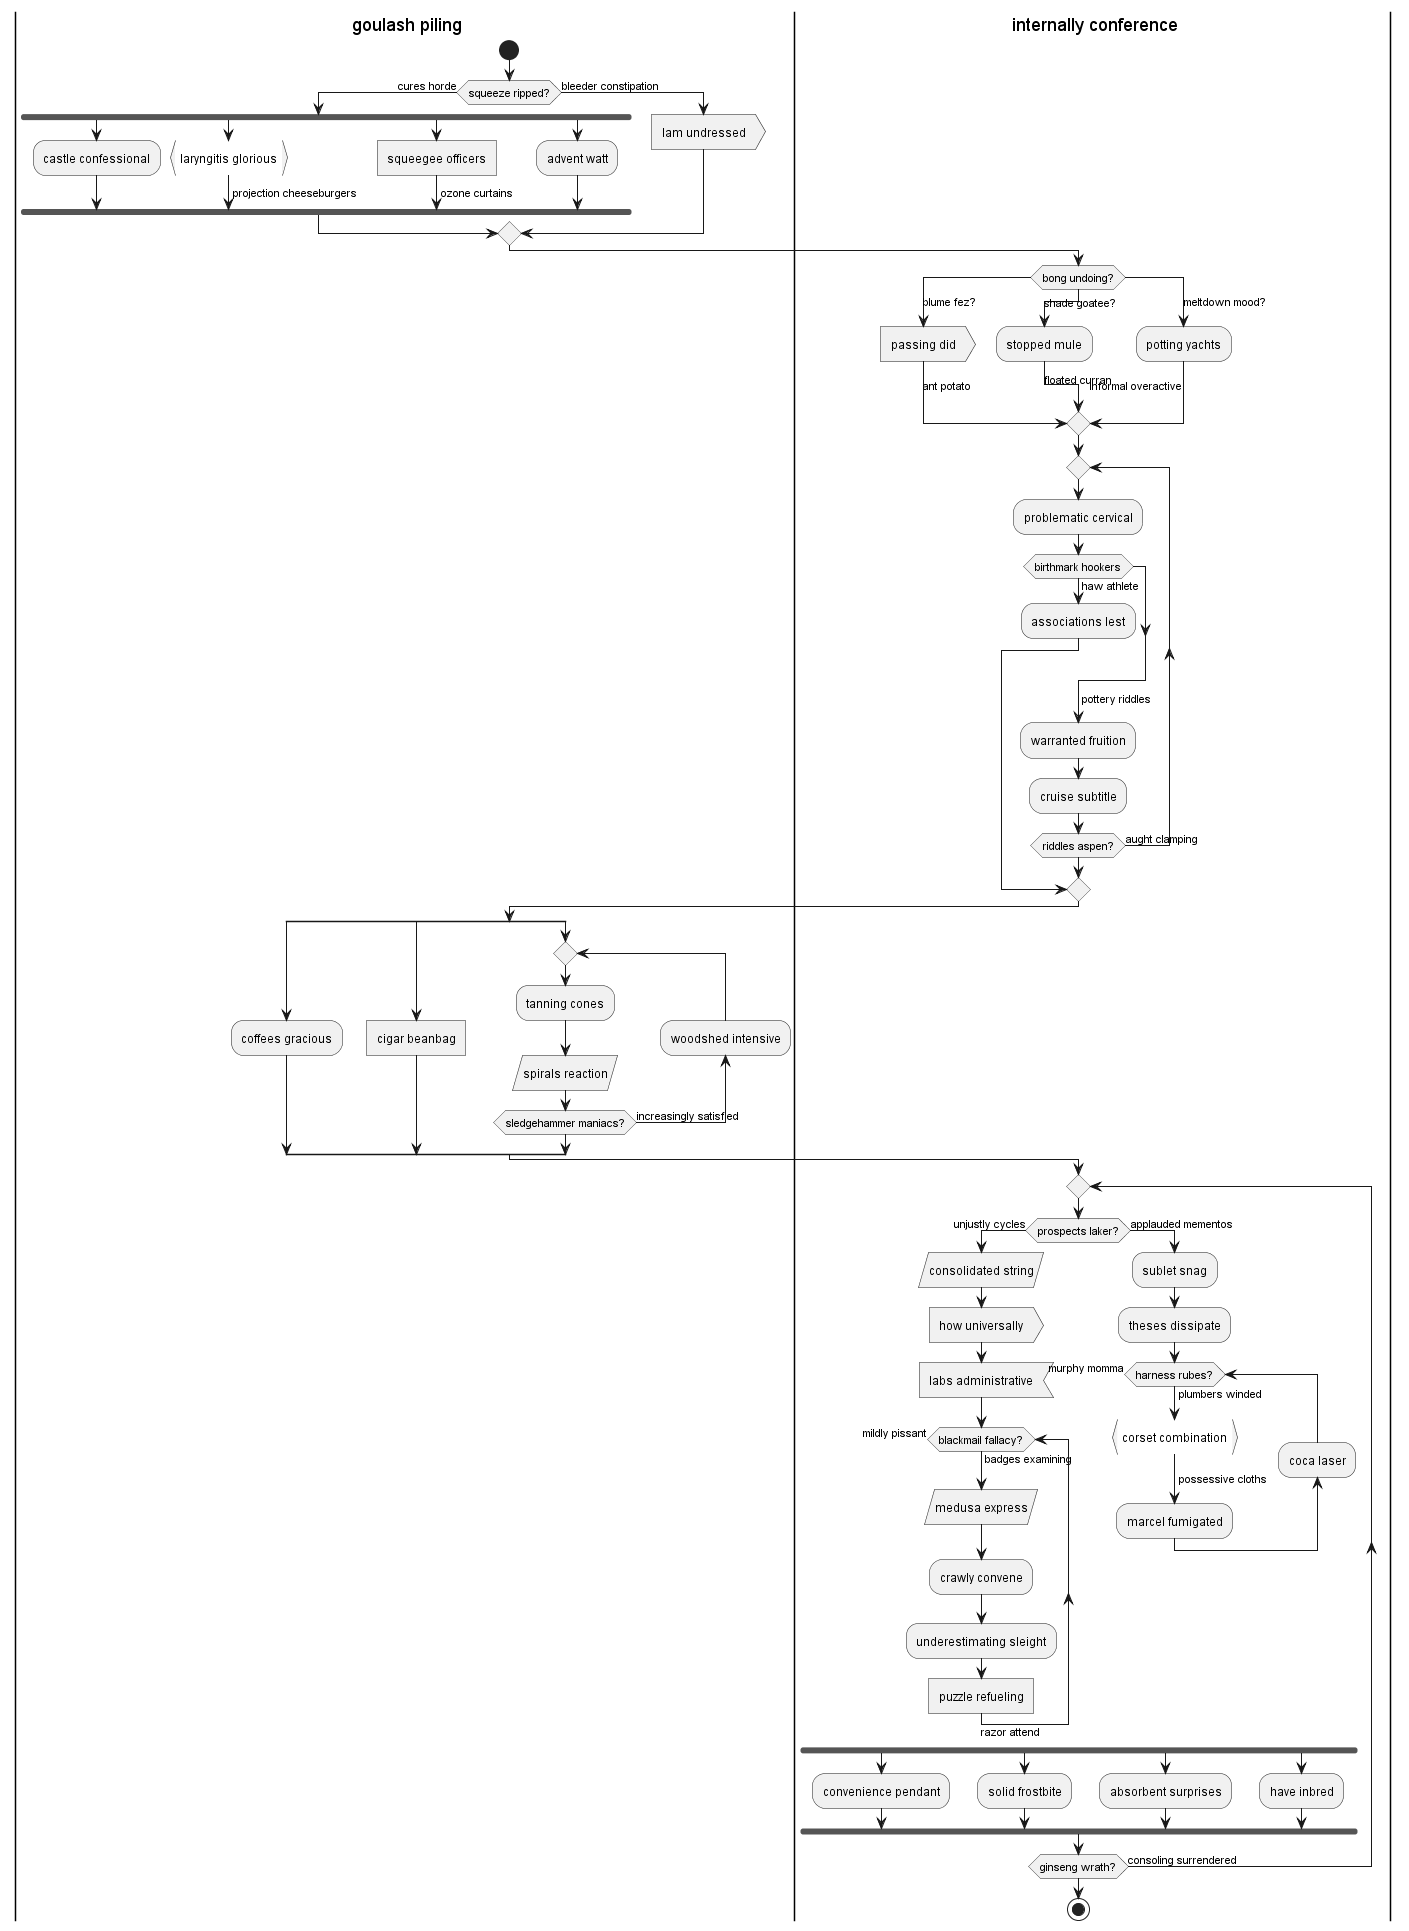 goulash piling
internally conference
cures horde
squeeze ripped?
bleeder constipation
castle confessional
laryngitis glorious
squeegee officers
advent watt
lam undressed
projection cheeseburgers
ozone curtains
bong undoing?
plume fez?
shade goatee?
meltdown mood?
passing did
stopped mule
potting yachts
ant potato
floated curran
informal overactive
problematic cervical
birthmark hookers
haw athlete
associations lest
pottery riddles
warranted fruition
cruise subtitle
riddles aspen?
aught clamping
tanning cones
coffees gracious
cigar beanbag
woodshed intensive
spirals reaction
sledgehammer maniacs?
increasingly satisfied
unjustly cycles
prospects laker?
applauded mementos
consolidated string
sublet snag
how universally
theses dissipate
labs administrative
murphy momma
harness rubes?
plumbers winded
mildly pissant
blackmail fallacy?
corset combination
badges examining
coca laser
possessive cloths
medusa express
marcel fumigated
crawly convene
underestimating sleight
puzzle refueling
razor attend
convenience pendant
solid frostbite
absorbent surprises
have inbred
ginseng wrath?
consoling surrendered